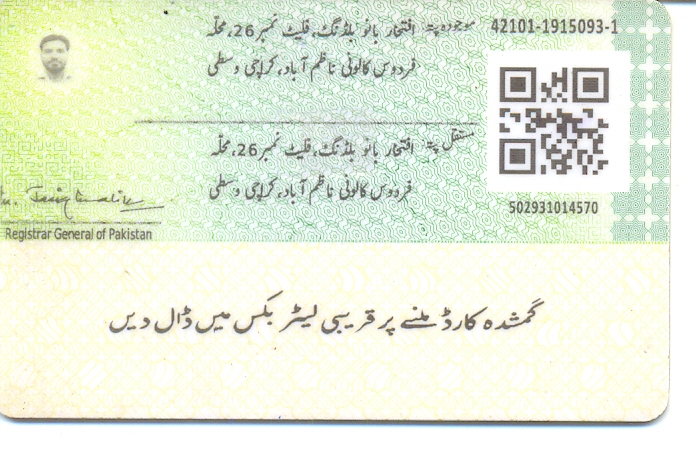 42101-1915093-1
موجودہ پتہ: افتخار بانو بلڈنگ، فلیٹ نمبر 26، محلّہ
فردوس کالونی ناظم آباد، کراچی وسطی
مستقل پتہ: افتخار بانو بلڈنگ، فلیٹ نمبر 26، محلّہ
فردوس کالونی ناظم آباد، کراچی وسطی
502931014570
Registrar General of Pakistan
گمشدہ کارڈ ملنے پر قریبی لیٹر بکس میں ڈال دیں